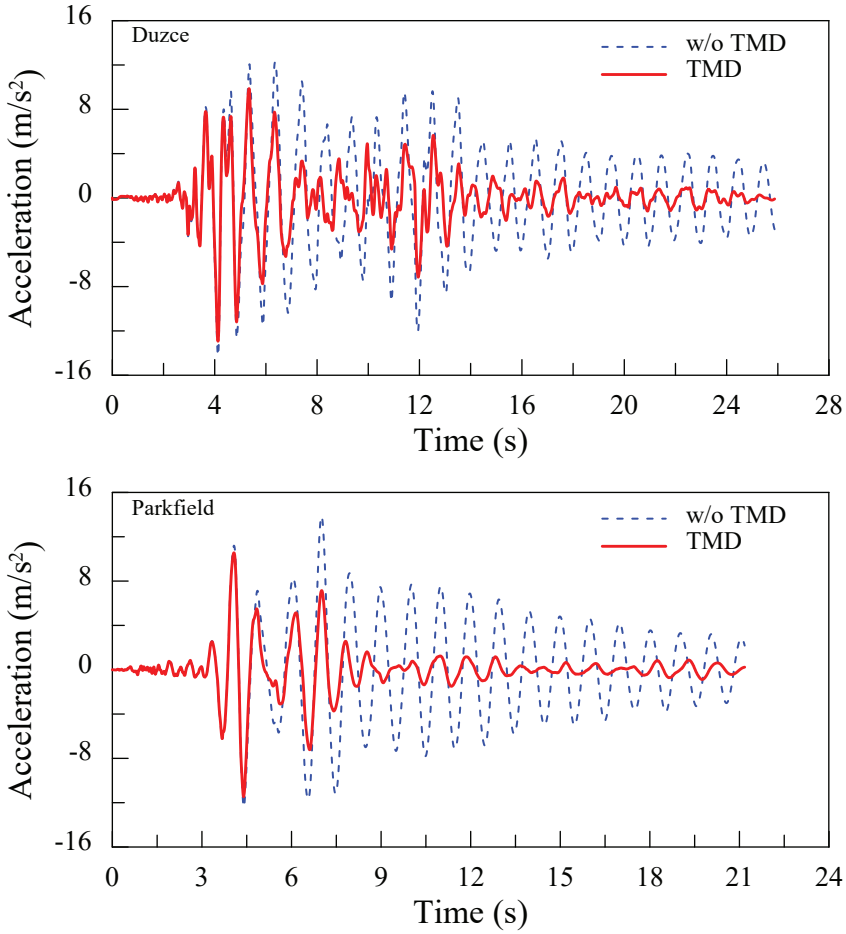 16
Duzce
w/o TMD
TMD
8
0
-8
-16
Acceleration (m/s²)
0 4 8 12 16 20 24 28
Time (s)
16
Parkfield
w/o TMD
TMD
8
0
-8
-16
Acceleration (m/s²)
0 3 6 9 12 15 18 21 24
Time (s)